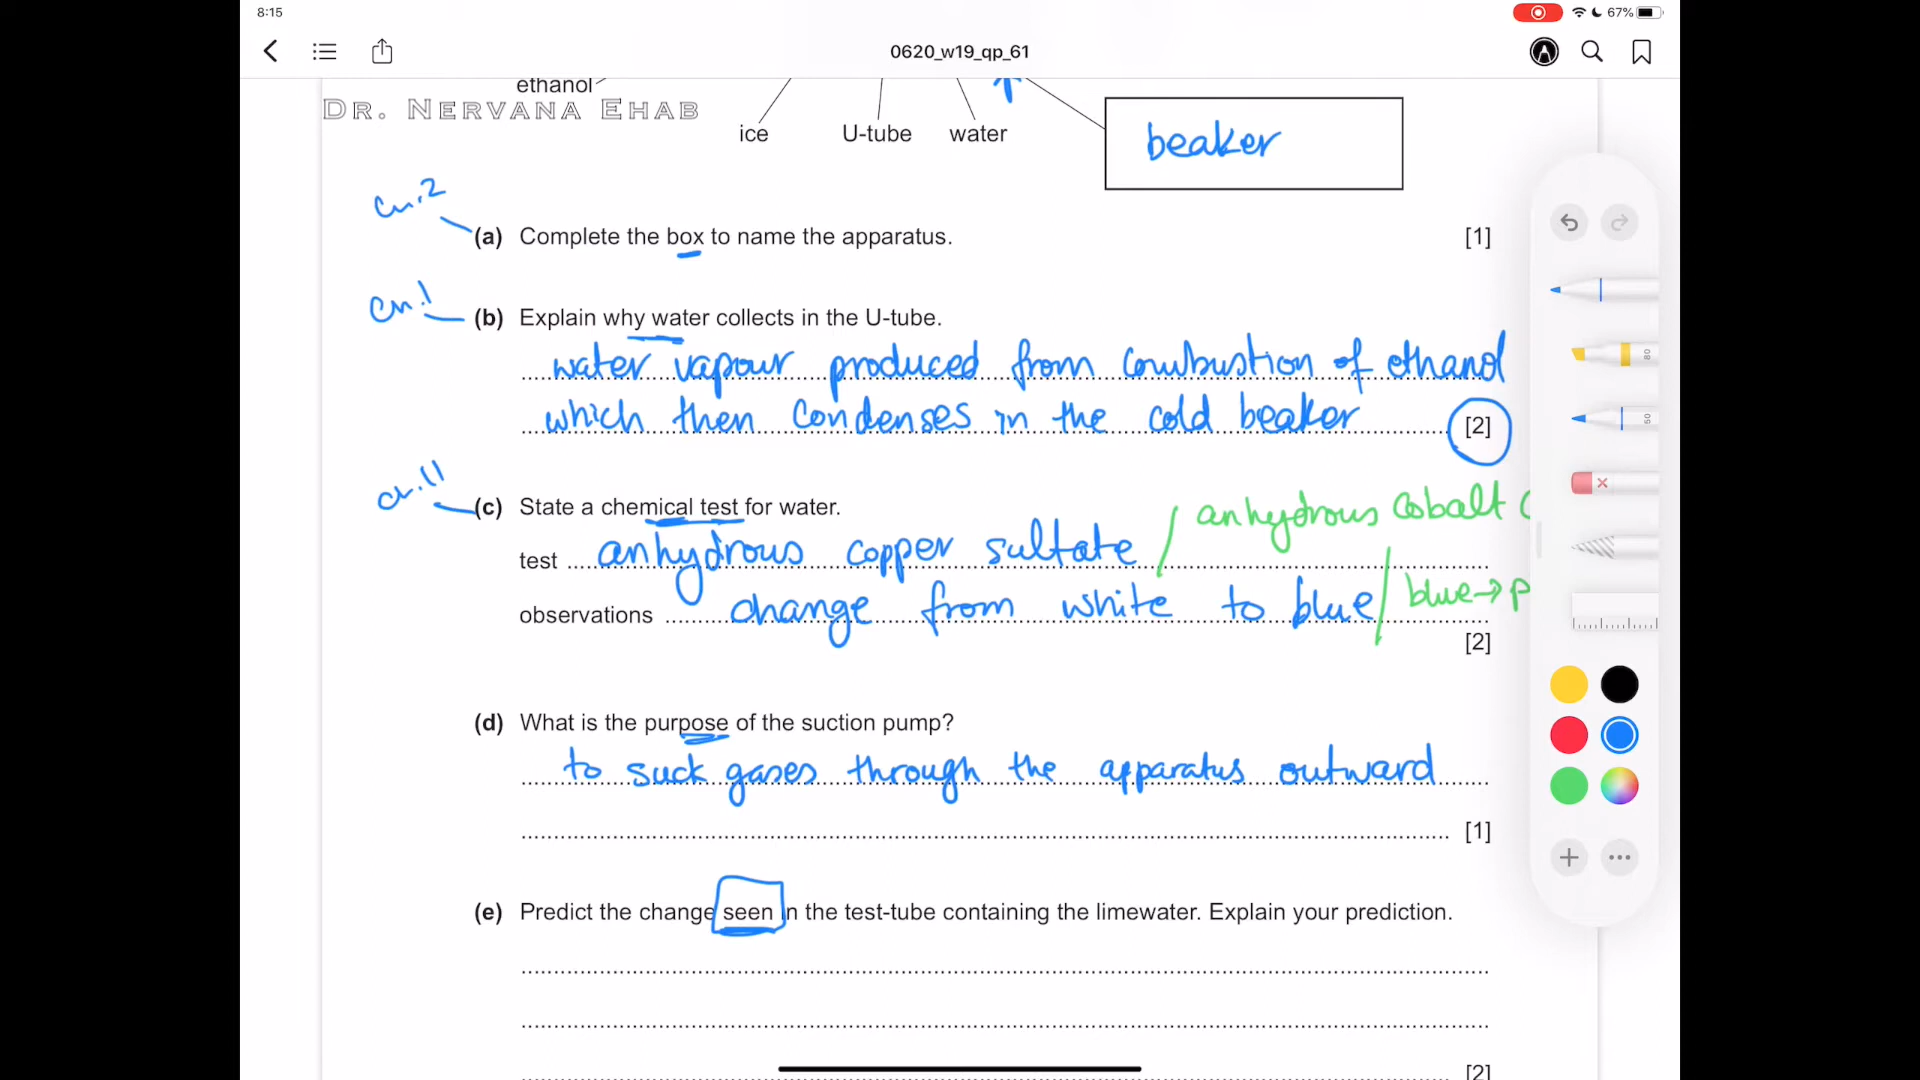 8:15
67%
0620_w19_qp_61
ethanol
DR. NERVANA EHAB
ice
U-tube
water
beaker
Cn.2
(a) Complete the box to name the apparatus. [1]
Cn.1
(b) Explain why water collects in the U-tube.
water vapour produced from combustion of ethanol
which then condenses in the cold beaker [2]
Ch.11
(c) State a chemical test for water.
/ anhydrous cobalt
test anhydrous copper sulfate
observations change from white to blue / blue→p
[2]
(d) What is the purpose of the suction pump?
to suck gases through the apparatus outward
[1]
(e) Predict the change seen in the test-tube containing the limewater. Explain your prediction.
[2]
80
50